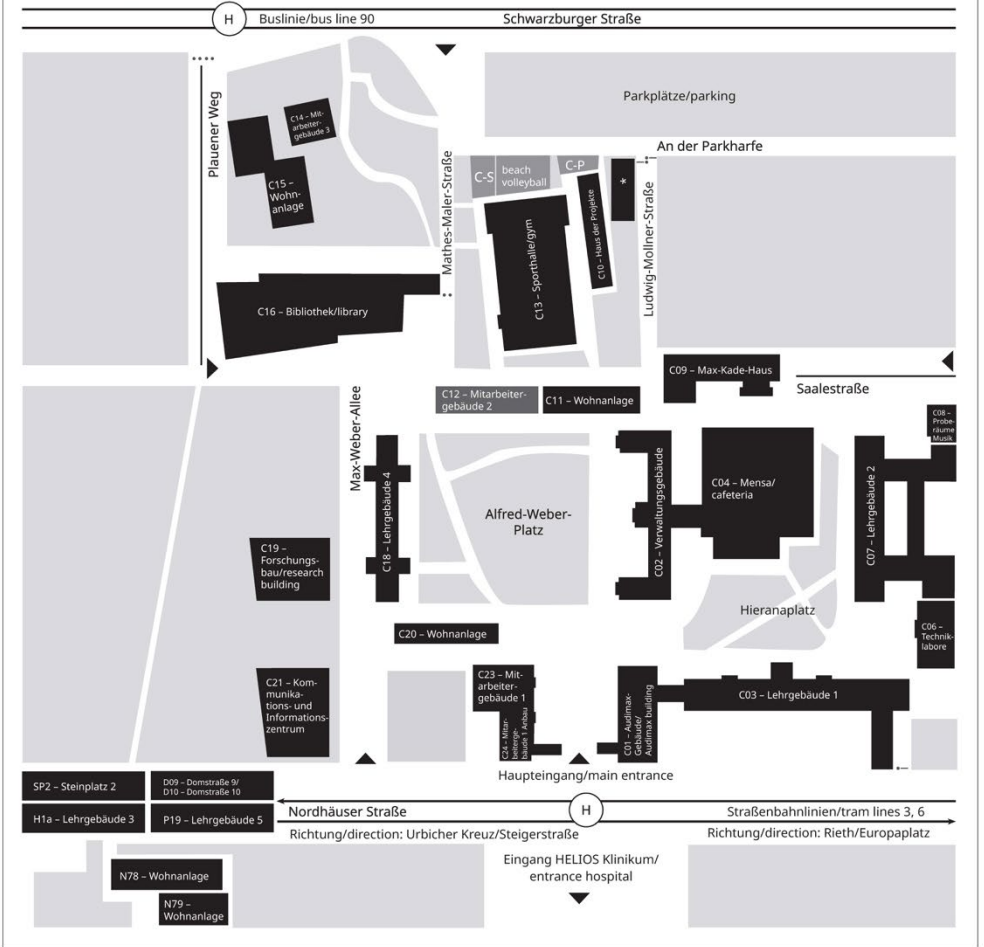 H
Buslinie/bus line 90
Schwarzburger Straße
Plauener Weg
C14 – Mit-
arbeiter-
gebäude 3
C15 –
Wohn-
anlage
Mathes-Maler-Straße
Parkplätze/parking
An der Parkharfe
C-S
beach
volleyball
C-P
*
C13 – Sporthalle/gym
C10 – Haus der Projekte
Ludwig-Mollner-Straße
C16 – Bibliothek/library
C09 – Max-Kade-Haus
Saalestraße
Max-Weber-Allee
C12 – Mitarbeiter-
gebäude 2
C11 – Wohnanlage
C08 –
Probe-
räume
Musik
C18 – Lehrgebäude 4
Alfred-Weber-
Platz
C02 – Verwaltungsgebäude
C04 – Mensa/
cafeteria
C07 – Lehrgebäude 2
C19 –
Forschungs-
bau/research
building
Hieranaplatz
C20 – Wohnanlage
C06 –
Technik-
labore
C21 – Kom-
munika-
tions- und
Informations-
zentrum
C23 – Mit-
arbeiter-
gebäude 1
C24 – Mitar-
beiterge-
bäude 1 Anbau
C01 – Audimax-
Gebäude/
Audimax building
C03 – Lehrgebäude 1
Haupteingang/main entrance
SP2 – Steinplatz 2
D09 – Domstraße 9/
D10 – Domstraße 10
H1a – Lehrgebäude 3
P19 – Lehrgebäude 5
Nordhäuser Straße
H
Straßenbahnlinien/tram lines 3, 6
Richtung/direction: Urbicher Kreuz/Steigerstraße
Richtung/direction: Rieth/Europaplatz
Eingang HELIOS Klinikum/
entrance hospital
N78 – Wohnanlage
N79 –
Wohnanlage